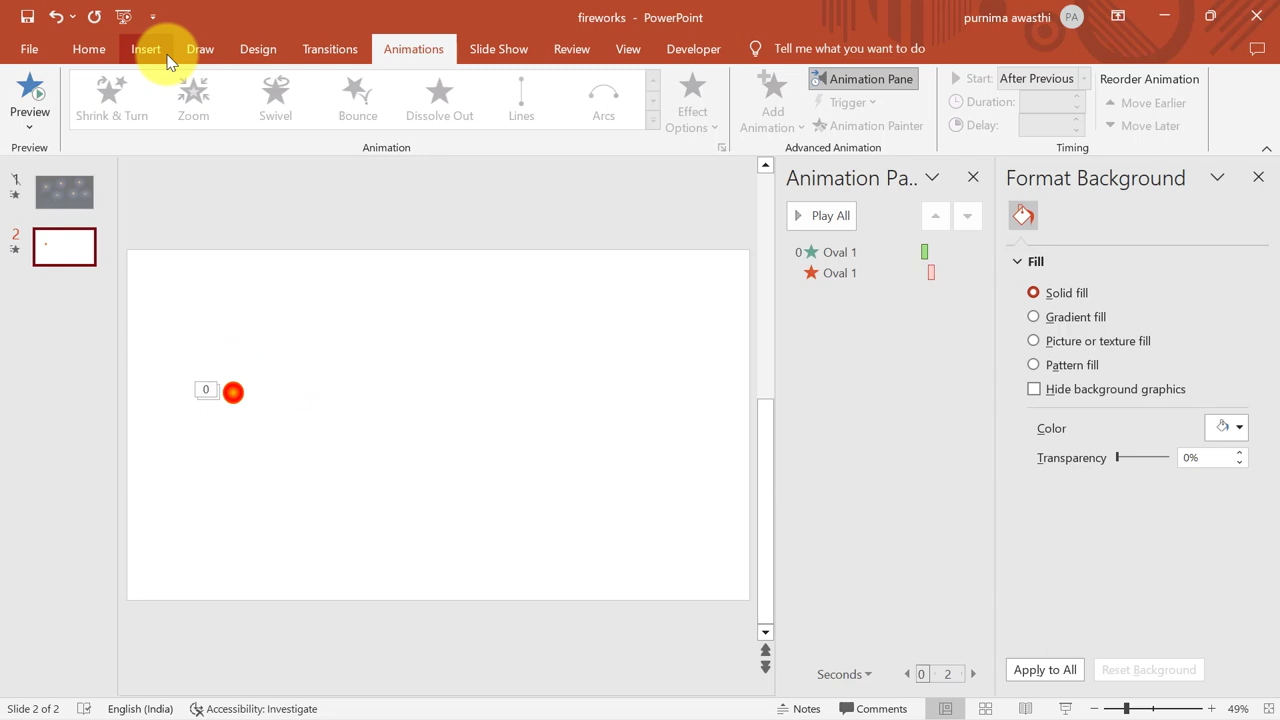 fireworks - PowerPoint
purnima awasthi PA
File Home Insert Draw Design Transitions Animations Slide Show Review View Developer Tell me what you want to do
Preview
Shrink & Turn Zoom Swivel Bounce Dissolve Out Lines Arcs
Effect Options
Add Animation
Animation Pane
Trigger
Animation Painter
Start: After Previous
Duration:
Delay:
Reorder Animation
Move Earlier
Move Later
Preview Animation Advanced Animation Timing
1
2
0
Animation Pa..
Play All
0 Oval 1
Oval 1
Seconds 0 2
Format Background
Fill
Solid fill
Gradient fill
Picture or texture fill
Pattern fill
Hide background graphics
Color
Transparency 0%
Apply to All Reset Background
Slide 2 of 2 English (India) Accessibility: Investigate Notes Comments 49%